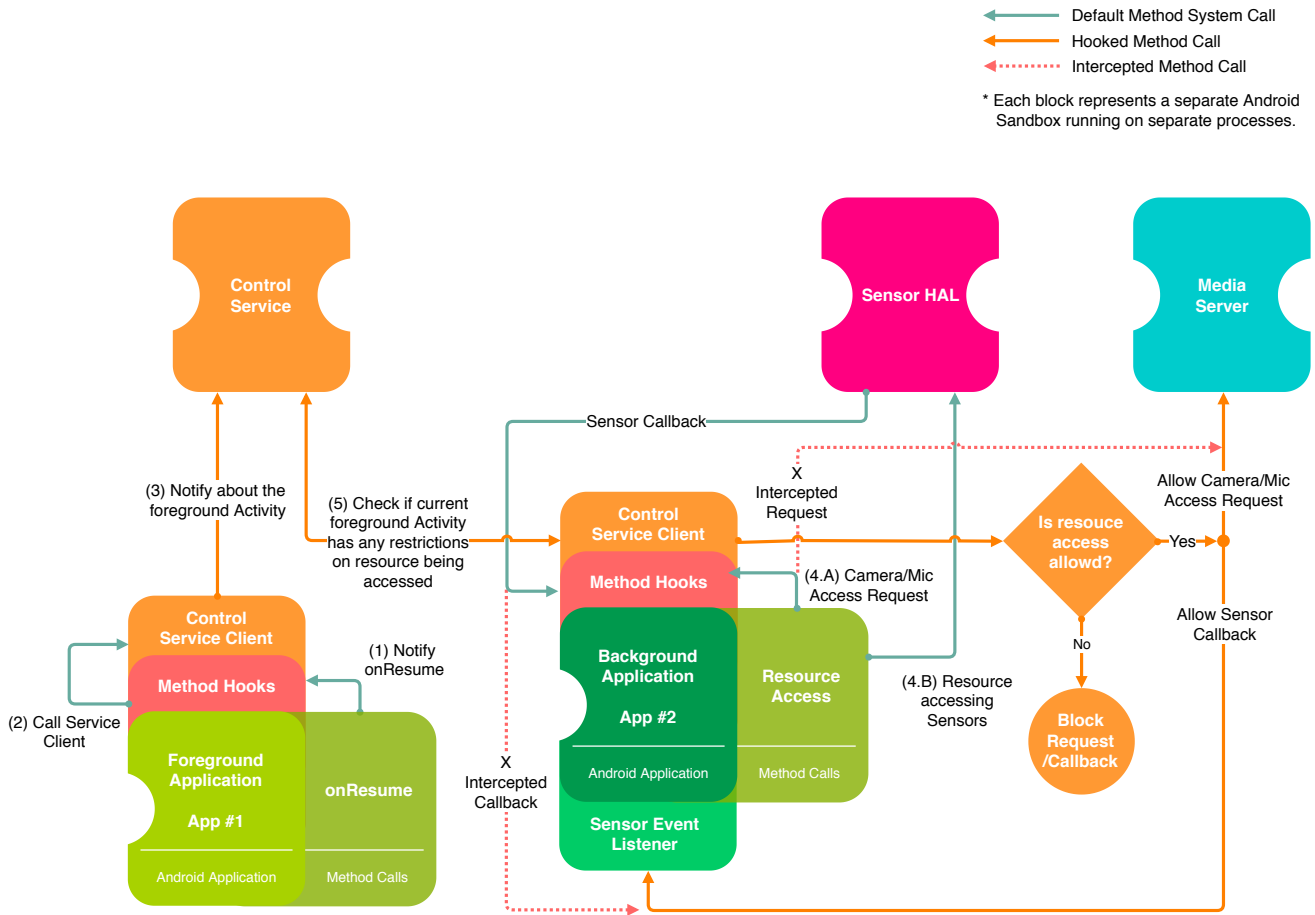 Default Method System Call
Hooked Method Call
Intercepted Method Call
* Each block represents a separate Android
Sandbox running on separate processes.
Control
Service
Sensor HAL
Media
Server
Sensor Callback
(3) Notify about the
foreground Activity
(5) Check if current
foreground Activity
has any restrictions
on resource being
accessed
X
Intercepted
Request
Allow Camera/Mic
Access Request
Control
Service Client
Is resouce
access
allowd?
Yes
Method Hooks
(4.A) Camera/Mic
Access Request
Allow Sensor
Callback
Control
Service Client
(1) Notify
onResume
Method Hooks
(2) Call Service
Client
Background
Application
App #2
Android Application
Resource
Access
Method Calls
(4.B) Resource
accessing
Sensors
No
Block
Request
/Callback
Foreground
Application
App #1
Android Application
onResume
Method Calls
X
Intercepted
Callback
Sensor Event
Listener